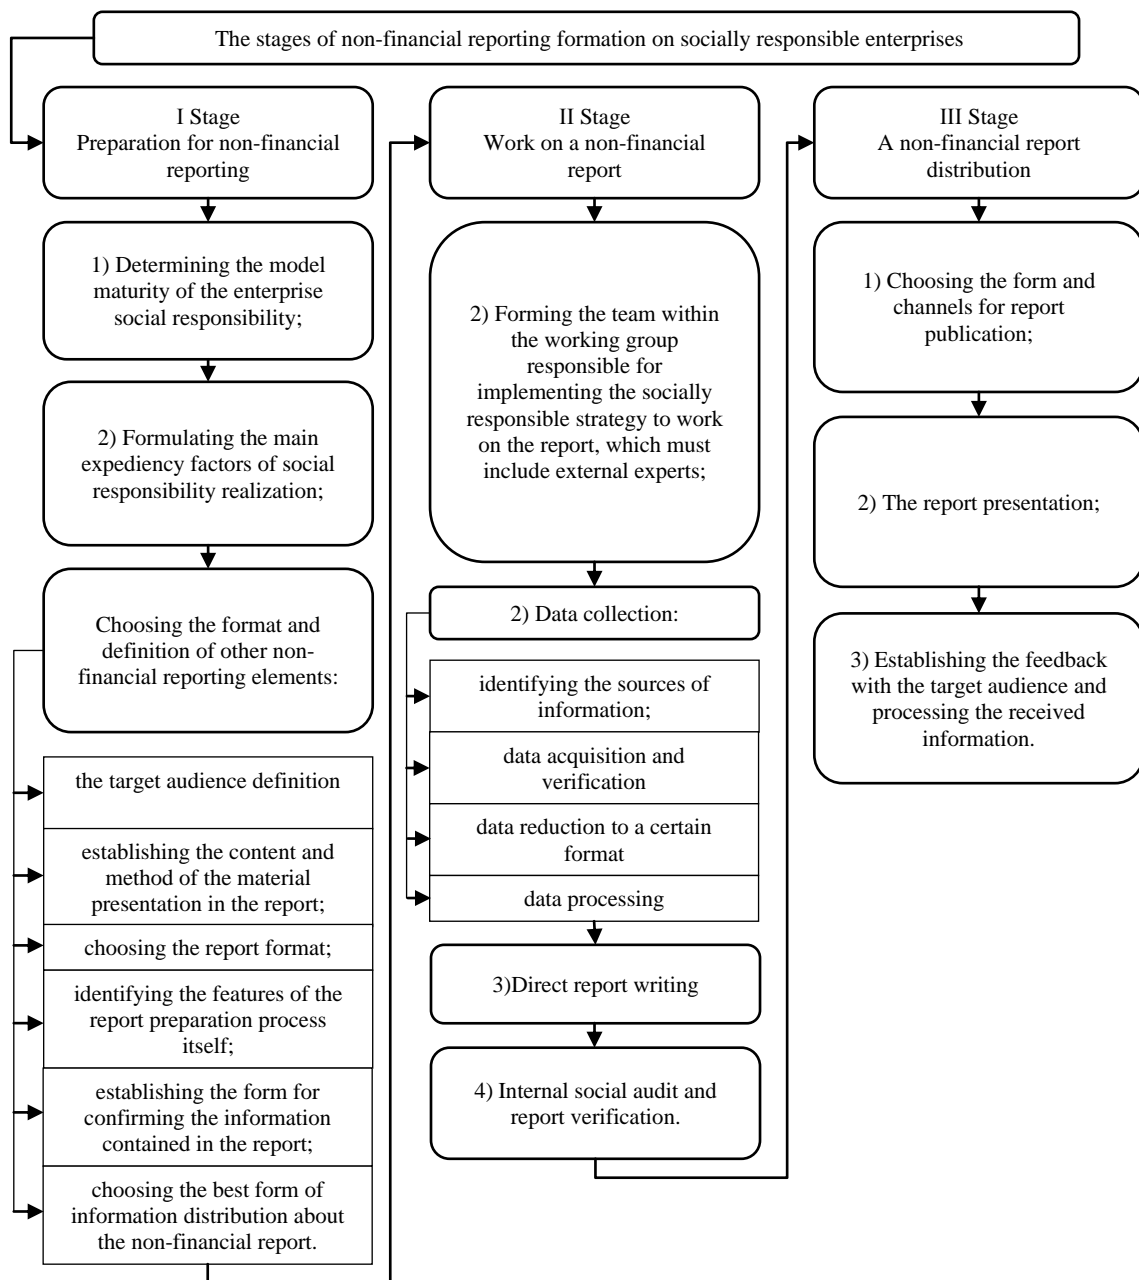 The stages of non-financial reporting formation on socially responsible enterprises
I Stage
Preparation for non-financial
reporting
1) Determining the model
maturity of the enterprise
social responsibility;
2) Formulating the main
expediency factors of social
responsibility realization;
Choosing the format and
definition of other non-
financial reporting elements:
the target audience definition
establishing the content and
method of the material
presentation in the report;
choosing the report format;
identifying the features of the
report preparation process
itself;
establishing the form for
confirming the information
contained in the report;
choosing the best form of
information distribution about
the non-financial report.
II Stage
Work on a non-financial
report
2) Forming the team within
the working group
responsible for
implementing the socially
responsible strategy to work
on the report, which must
include external experts;
2) Data collection:
identifying the sources of
information;
data acquisition and
verification
data reduction to a certain
format
data processing
3)Direct report writing
4) Internal social audit and
report verification.
III Stage
A non-financial report
distribution
1) Choosing the form and
channels for report
publication;
2) The report presentation;
3) Establishing the feedback
with the target audience and
processing the received
information.